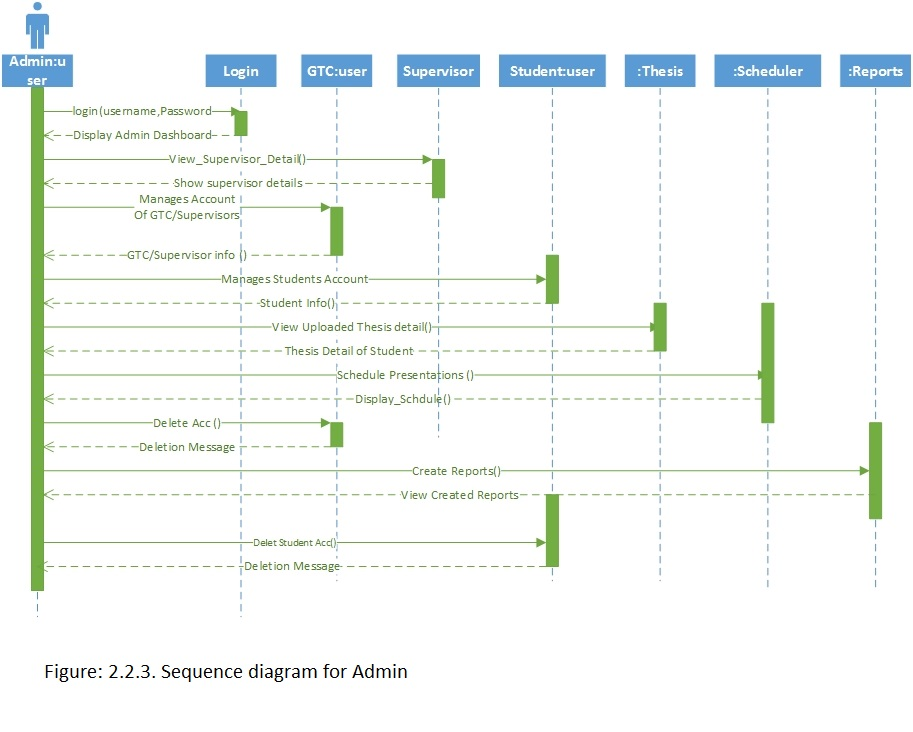 Admin:u
ser
Login
GTC:user
Supervisor
Student:user
:Thesis
:Scheduler
:Reports
login(username,Password
Display Admin Dashboard
View_Supervisor_Detail()
Show supervisor details
Manages Account
Of GTC/Supervisors
GTC/Supervisor info ()
Manages Students Account
Student Info()
View Uploaded Thesis detail()
Thesis Detail of Student
Schedule Presentations ()
Display_Schdule()
Delete Acc ()
Deletion Message
Create Reports()
View Created Reports
Delet Student Acc()
Deletion Message
Figure: 2.2.3. Sequence diagram for Admin